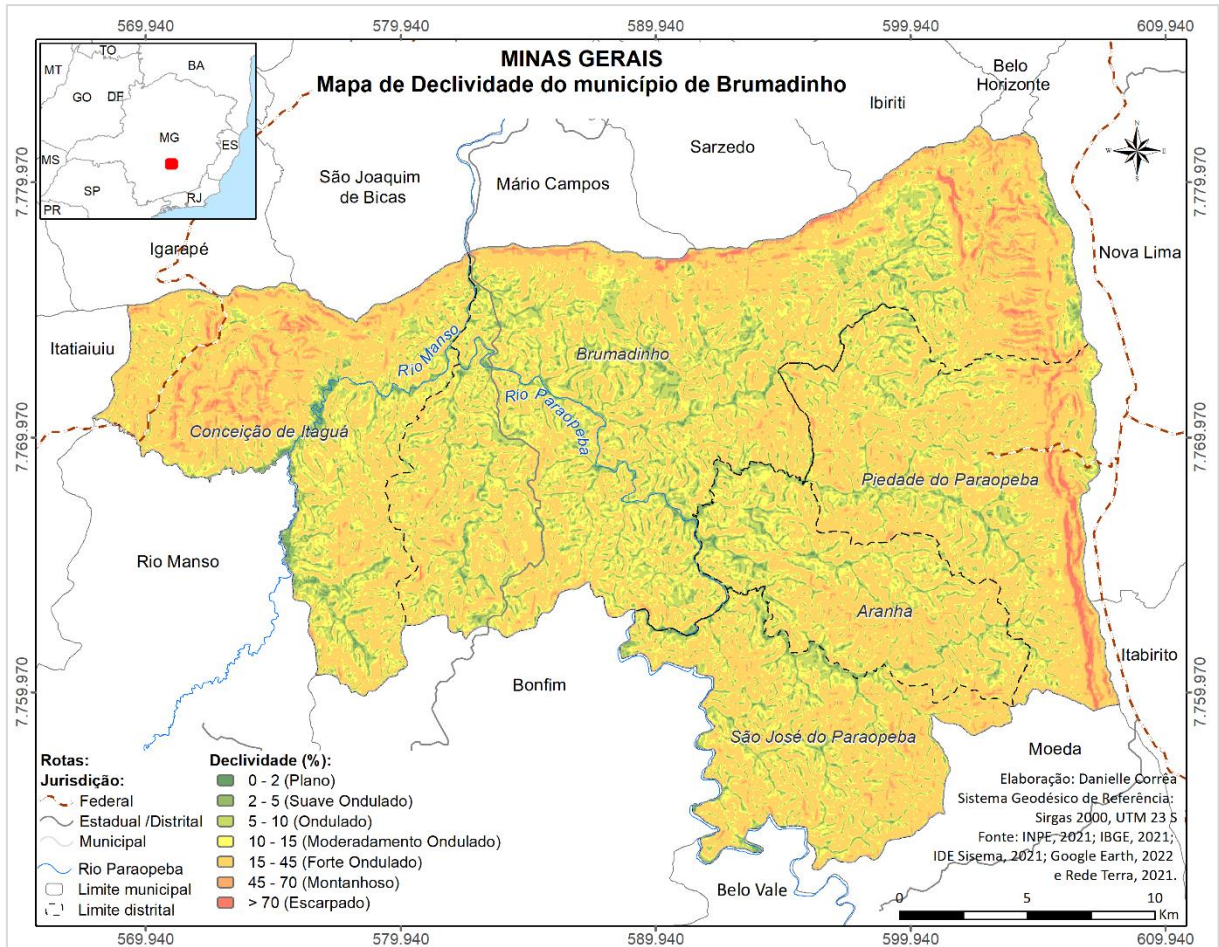 569.940
579.940
589.940
599.940
609.940
MINAS GERAIS
Mapa de Declividade do município de Brumadinho
TO
MT
BA
GO
DF
MG
ES
MS
SP
RJ
PR
7.779.970
7.779.970
N
W
E
S
Belo
Horizonte
Ibiriti
Sarzedo
Mário Campos
São Joaquim
de Bicas
Igarapé
Nova Lima
Itatiaiuiu
Rio Manso
Brumadinho
Rio Paraopeba
7.769.970
7.769.970
Conceição de Itaguá
Piedade do Paraopeba
Rio Manso
Aranha
Itabirito
7.759.970
7.759.970
Bonfim
São José do Paraopeba
Moeda
Belo Vale
Rotas:
Jurisdição:
Federal
Estadual /Distrital
Municipal
Rio Paraopeba
Limite municipal
Limite distrital
Declividade (%):
0 - 2 (Plano)
2 - 5 (Suave Ondulado)
5 - 10 (Ondulado)
10 - 15 (Moderadamento Ondulado)
15 - 45 (Forte Ondulado)
45 - 70 (Montanhoso)
> 70 (Escarpado)
Elaboração: Danielle Corrêa
Sistema Geodésico de Referência:
Sirgas 2000, UTM 23 S
Fonte: INPE, 2021; IBGE, 2021;
IDE Sisema, 2021; Google Earth, 2022
e Rede Terra, 2021.
0 5 10
Km
569.940
579.940
589.940
599.940
609.940